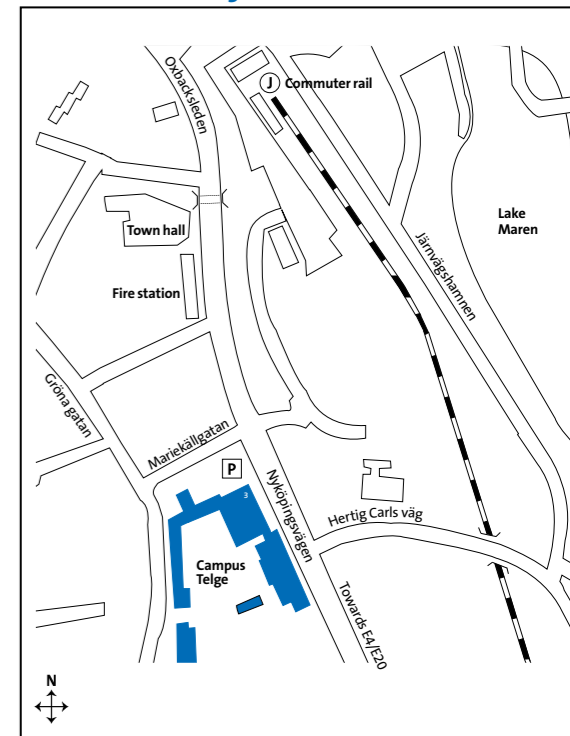 Oxbacksleden
J
Commuter rail
Lake
Maren
Town hall
Järnvägshamnen
Fire station
Gröna gatan
Mariekällgatan
P
3
Nyköpingsvägen
Hertig Carls väg
Campus
Telge
Towards E4/E20
N